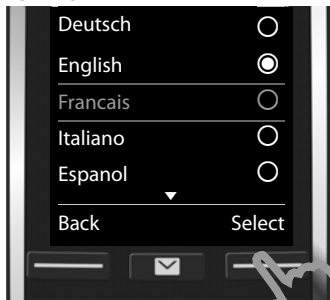 Deutsch
English
Francais
Italiano
Espanol
Back Select